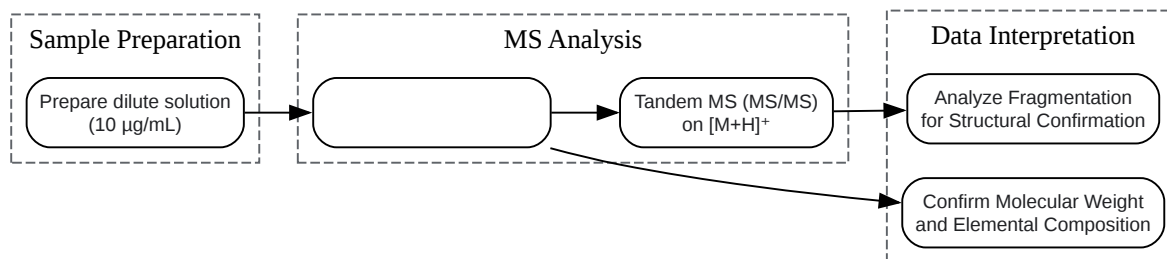 Sample Preparation
MS Analysis
Data Interpretation
Prepare dilute solution
(10 µg/mL)
Tandem MS (MS/MS)
on [M+H]⁺
Analyze Fragmentation
for Structural Confirmation
Confirm Molecular Weight
and Elemental Composition